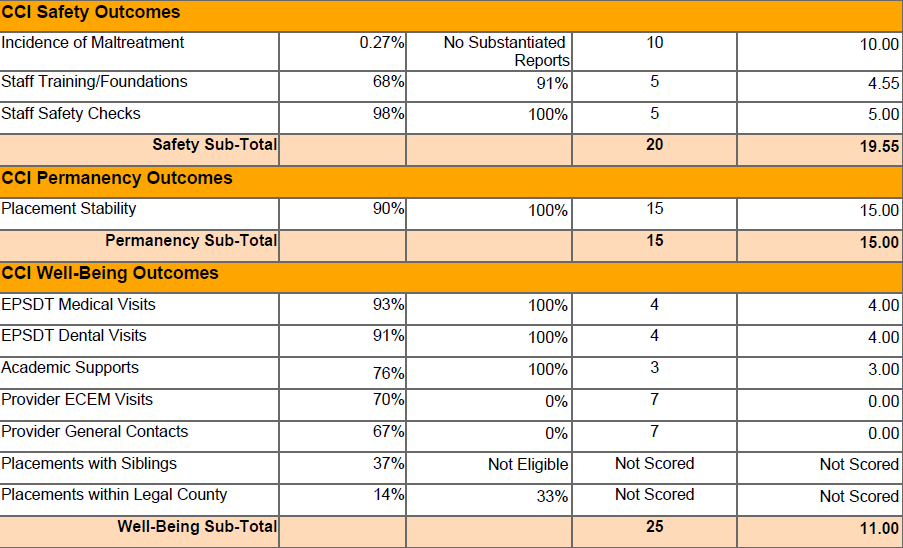 CCI Safety Outcomes
Incidence of Maltreatment 0.27% No Substantiated Reports 10 10.00
Staff Training/Foundations 68% 91% 5 4.55
Staff Safety Checks 98% 100% 5 5.00
Safety Sub-Total 20 19.55
CCI Permanency Outcomes
Placement Stability 90% 100% 15 15.00
Permanency Sub-Total 15 15.00
CCI Well-Being Outcomes
EPSDT Medical Visits 93% 100% 4 4.00
EPSDT Dental Visits 91% 100% 4 4.00
Academic Supports 76% 100% 3 3.00
Provider ECEM Visits 70% 0% 7 0.00
Provider General Contacts 67% 0% 7 0.00
Placements with Siblings 37% Not Eligible Not Scored Not Scored
Placements within Legal County 14% 33% Not Scored Not Scored
Well-Being Sub-Total 25 11.00